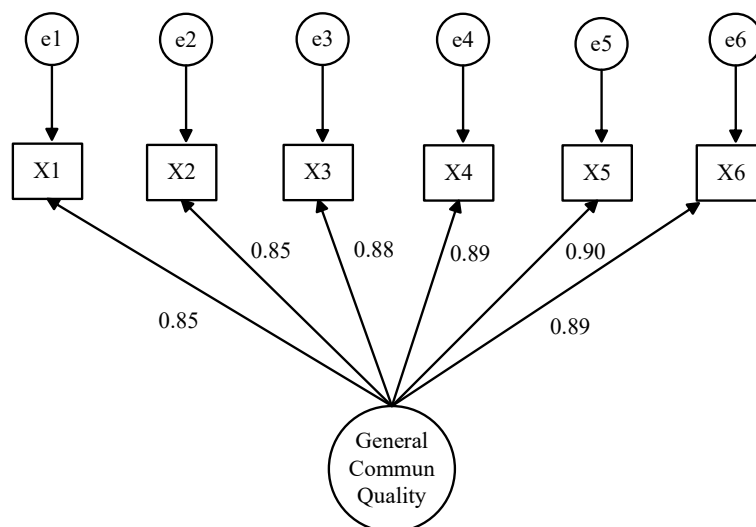 e1 e2 e3 e4 e5 e6
X1 X2 X3 X4 X5 X6
0.85 0.88 0.89 0.90
0.85 0.89
General
Commun
Quality